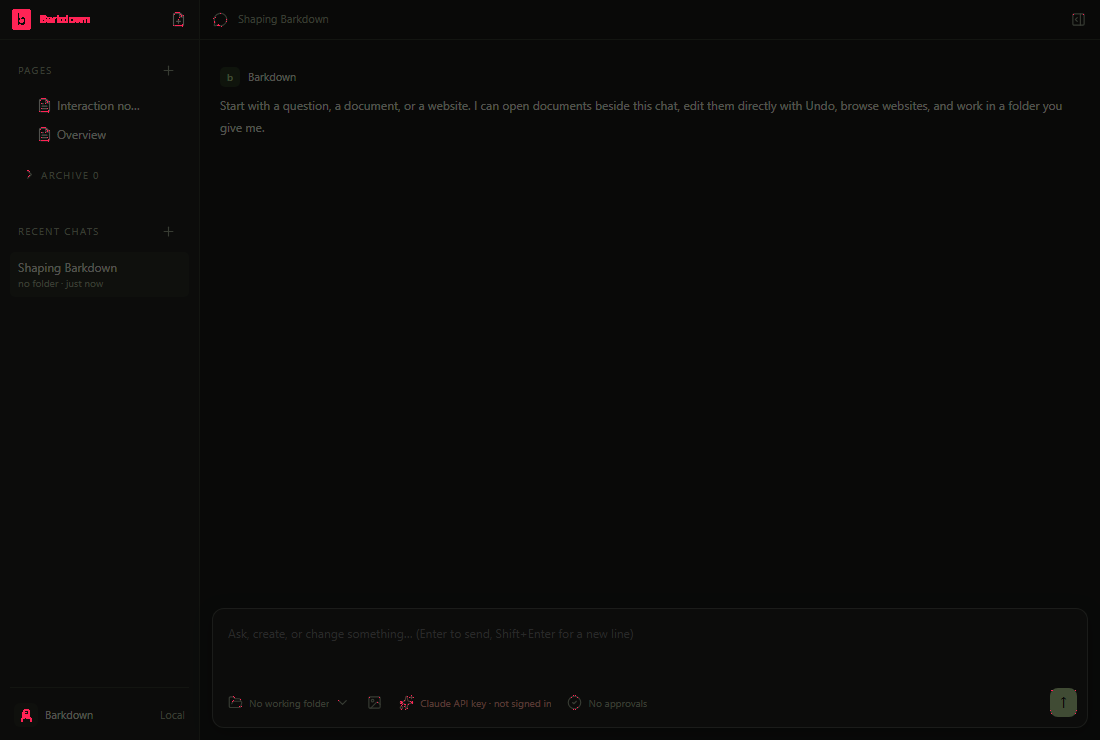 b Barkdown
Shaping Barkdown
PAGES
Interaction no...
Overview
ARCHIVE 0
RECENT CHATS
Shaping Barkdown
no folder · just now
Barkdown
Local
b Barkdown
Start with a question, a document, or a website. I can open documents beside this chat, edit them directly with Undo, browse websites, and work in a folder you
give me.
Ask, create, or change something... (Enter to send, Shift+Enter for a new line)
No working folder
Claude API key · not signed in
No approvals